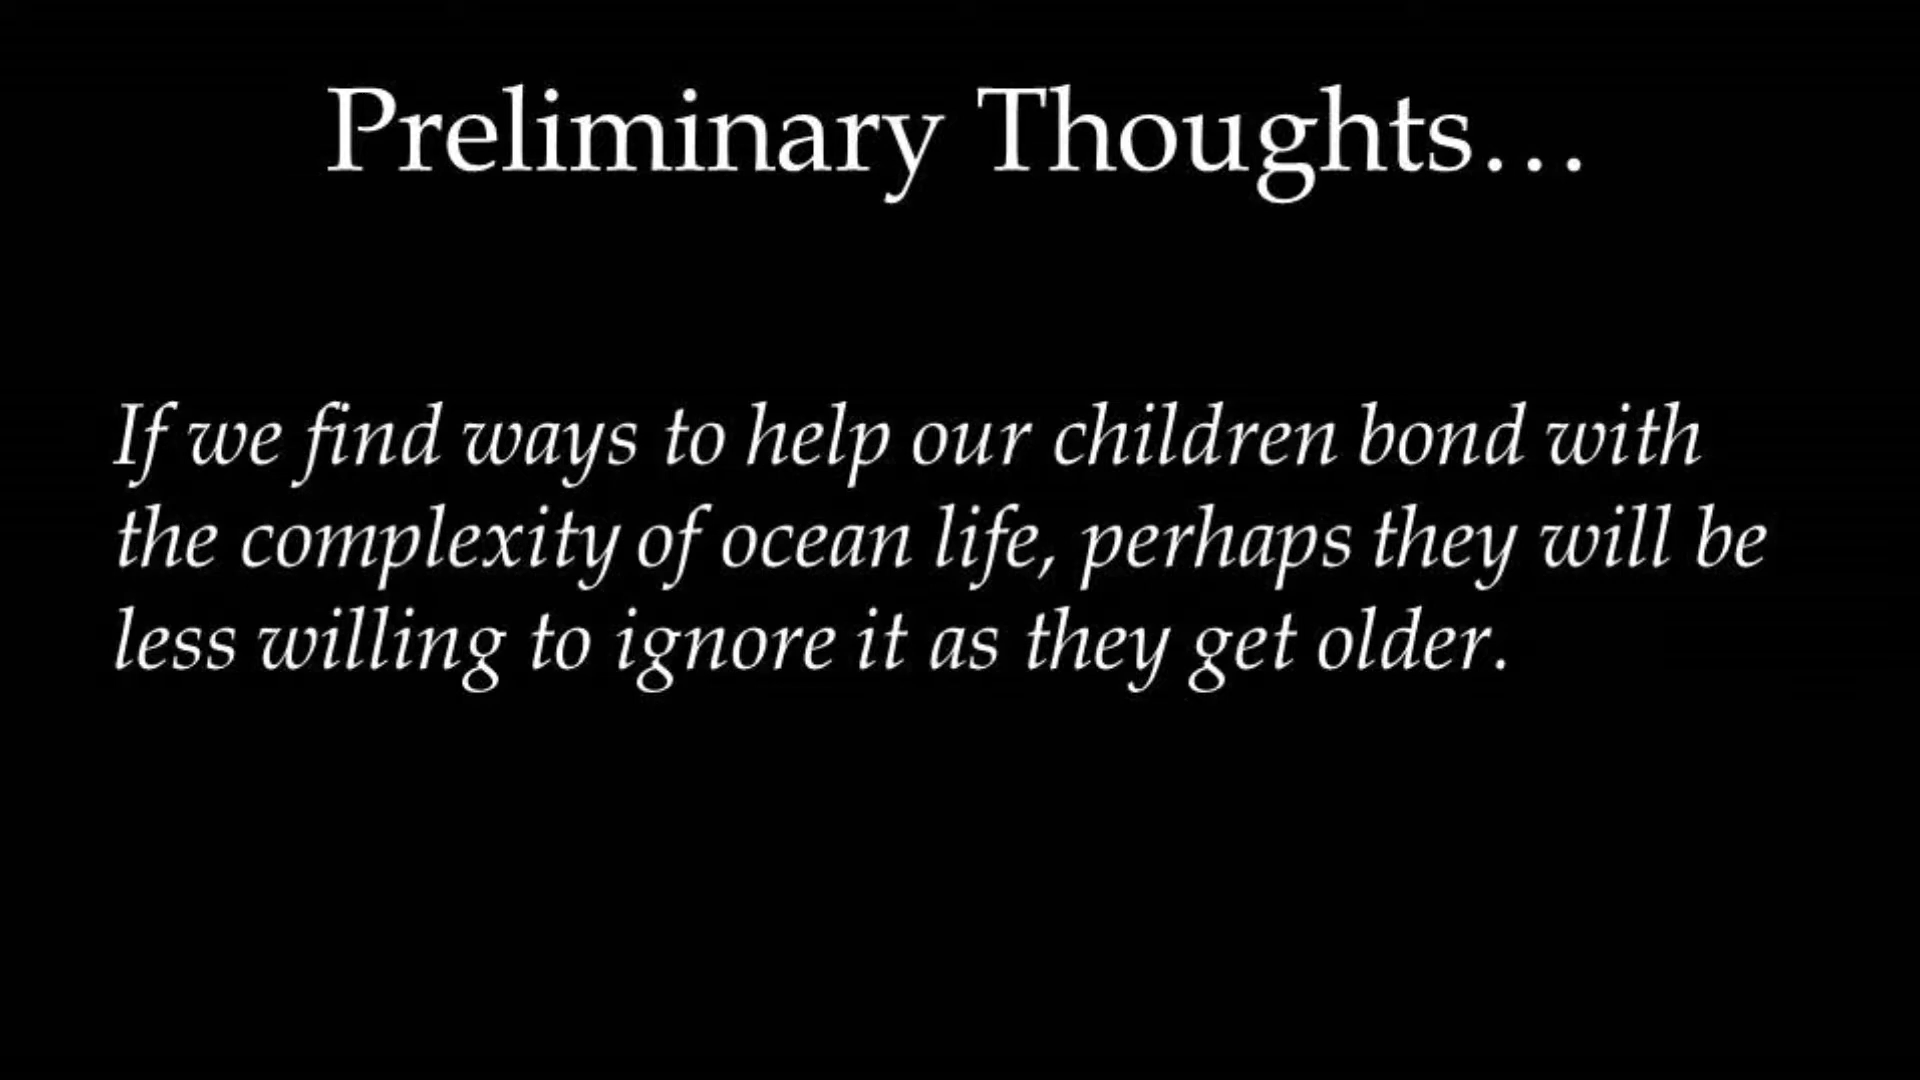 Preliminary Thoughts…
If we find ways to help our children bond with
the complexity of ocean life, perhaps they will be
less willing to ignore it as they get older.